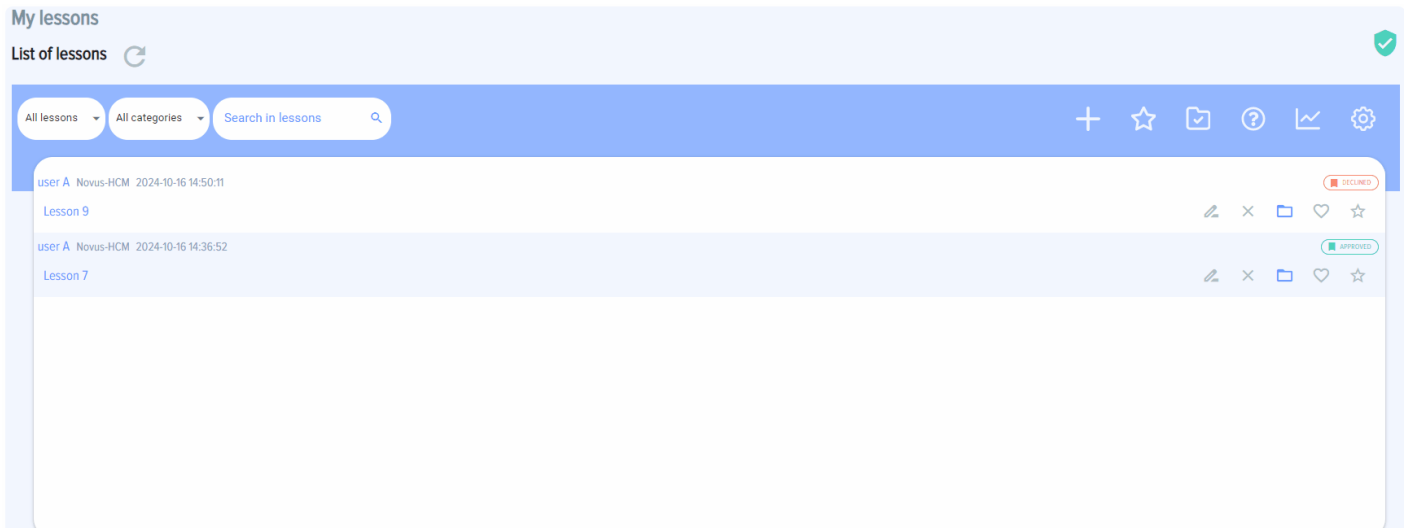 My lessons
List of lessons
All lessons All categories Search in lessons
user A Novus-HCM 2024-10-16 14:50:11 DECLINED
Lesson 9
user A Novus-HCM 2024-10-16 14:36:52 APPROVED
Lesson 7